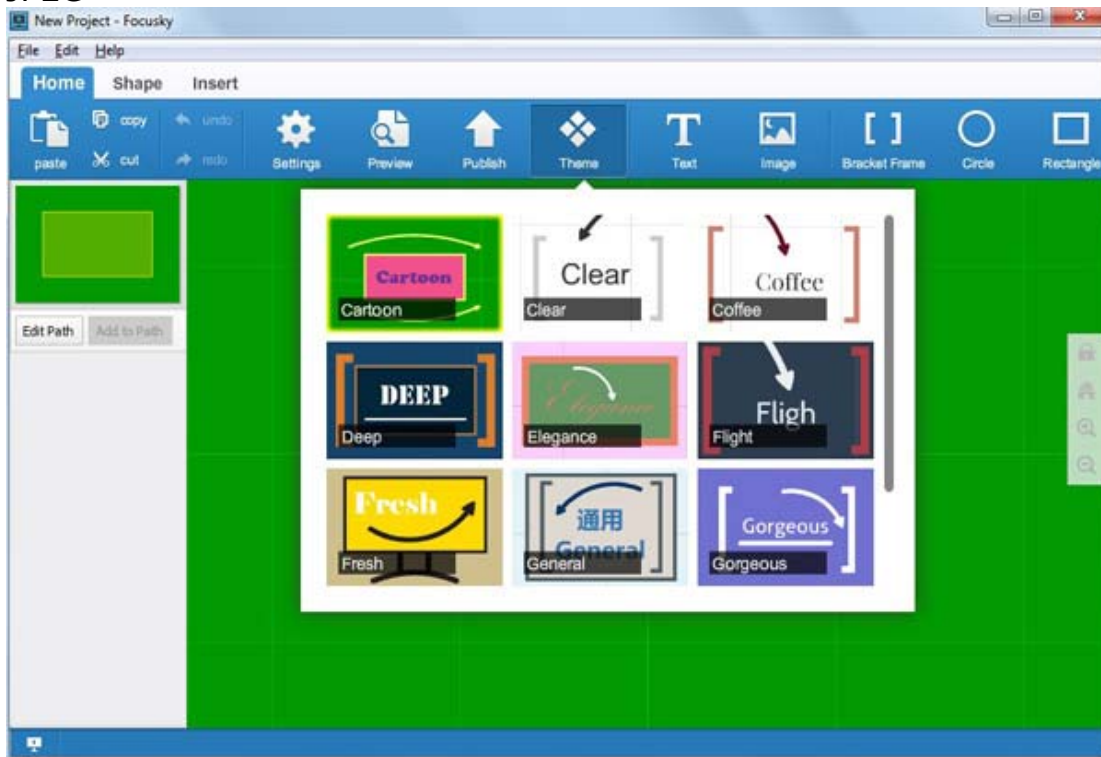 New Project - Focusky
File Edit Help
Home Shape Insert
paste copy cut undo redo Settings Preview Publish Theme Text Image Bracket Frame Circle Rectangle
Edit Path Add to Path
Cartoon
Cartoon
Clear
Clear
Coffee
Coffee
DEEP
Deep
Elegance
Elegance
Fligh
Flight
Fresh
Fresh
通用
General
General
Gorgeous
Gorgeous